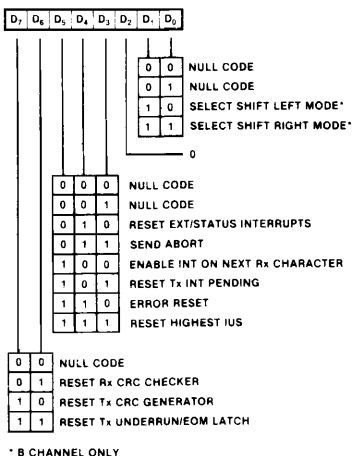 D7 D6 D5 D4 D3 D2 D1 D0
0 0 NULL CODE
0 1 NULL CODE
1 0 SELECT SHIFT LEFT MODE*
1 1 SELECT SHIFT RIGHT MODE*
0
0 0 0 NULL CODE
0 0 1 NULL CODE
0 1 0 RESET EXT/STATUS INTERRUPTS
0 1 1 SEND ABORT
1 0 0 ENABLE INT ON NEXT Rx CHARACTER
1 0 1 RESET Tx INT PENDING
1 1 0 ERROR RESET
1 1 1 RESET HIGHEST IUS
0 0 NULL CODE
0 1 RESET Rx CRC CHECKER
1 0 RESET Tx CRC GENERATOR
1 1 RESET Tx UNDERRUN/EOM LATCH
* B CHANNEL ONLY